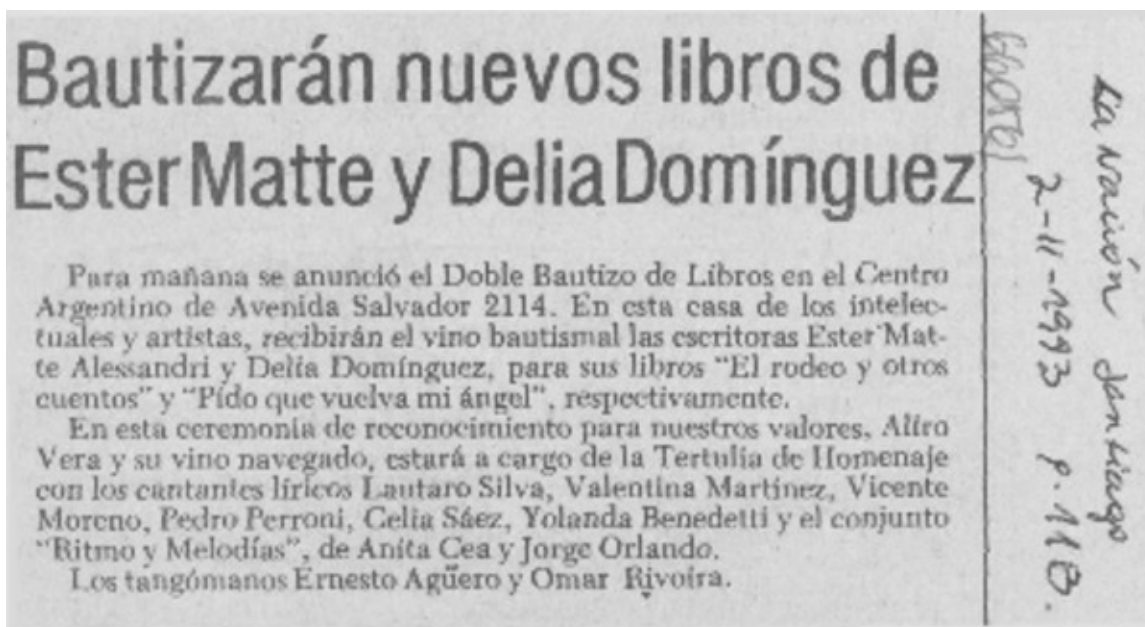 Bautizarán nuevos libros de
Ester Matte y Delia Domínguez
Para mañana se anunció el Doble Bautizo de Libros en el Centro
Argentino de Avenida Salvador 2114. En esta casa de los intelec-
tuales y artistas, recibirán el vino bautismal las escritoras Ester Mat-
te Alessandri y Delia Domínguez, para sus libros "El rodeo y otros
cuentos" y "Pido que vuelva mi ángel", respectivamente.
En esta ceremonia de reconocimiento para nuestros valores,
Vera y su vino navegado, estará a cargo de la Tertulia de Homenaje
con los cantantes líricos Lautaro Silva, Valentina Martínez, Vicente
Moreno, Pedro Perroni, Celia Sáez, Yolanda Benedetti y el conjunto
"Ritmo y Melodías", de Anita Cea y Jorge Orlando.
Los tangómanos Ernesto Agüero y Omar Rivoira.
La Nación Santiago
2-11-1993 p.